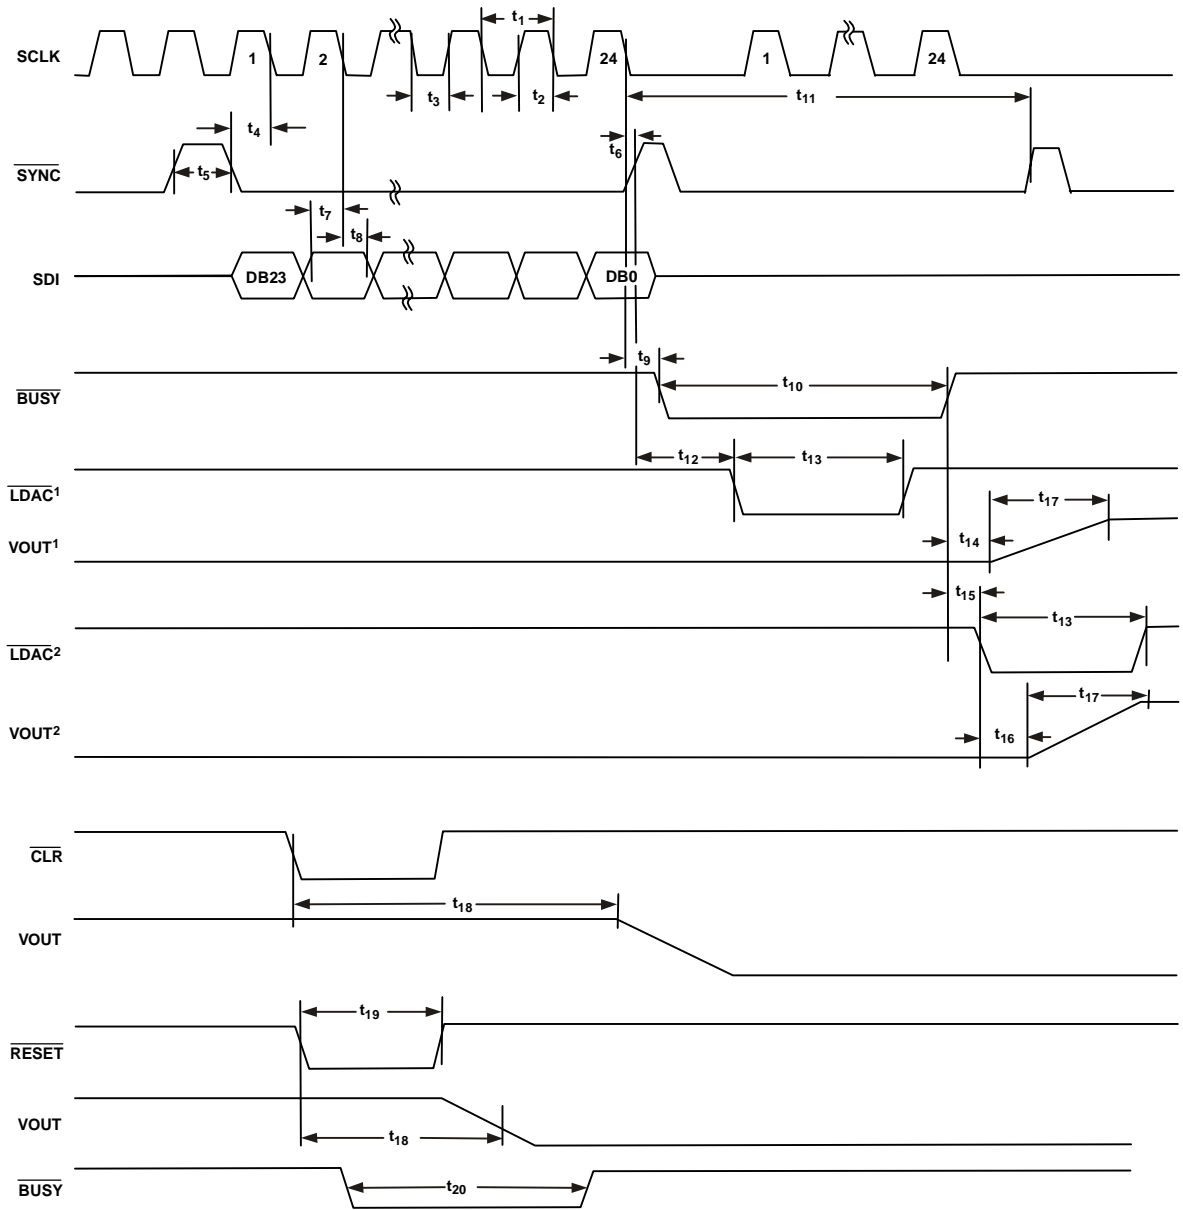 t1
SCLK 1 2 24 1 24
t3 t2 t11
t4
t6
SYNC t5
t7
t8
SDI DB23 DB0
t9
BUSY t10
t12 t13
LDAC1
t17
VOUT1 t14
t15
t13
LDAC2
t17
VOUT2 t16
CLR
t18
VOUT
t19
RESET
VOUT
t18
BUSY t20